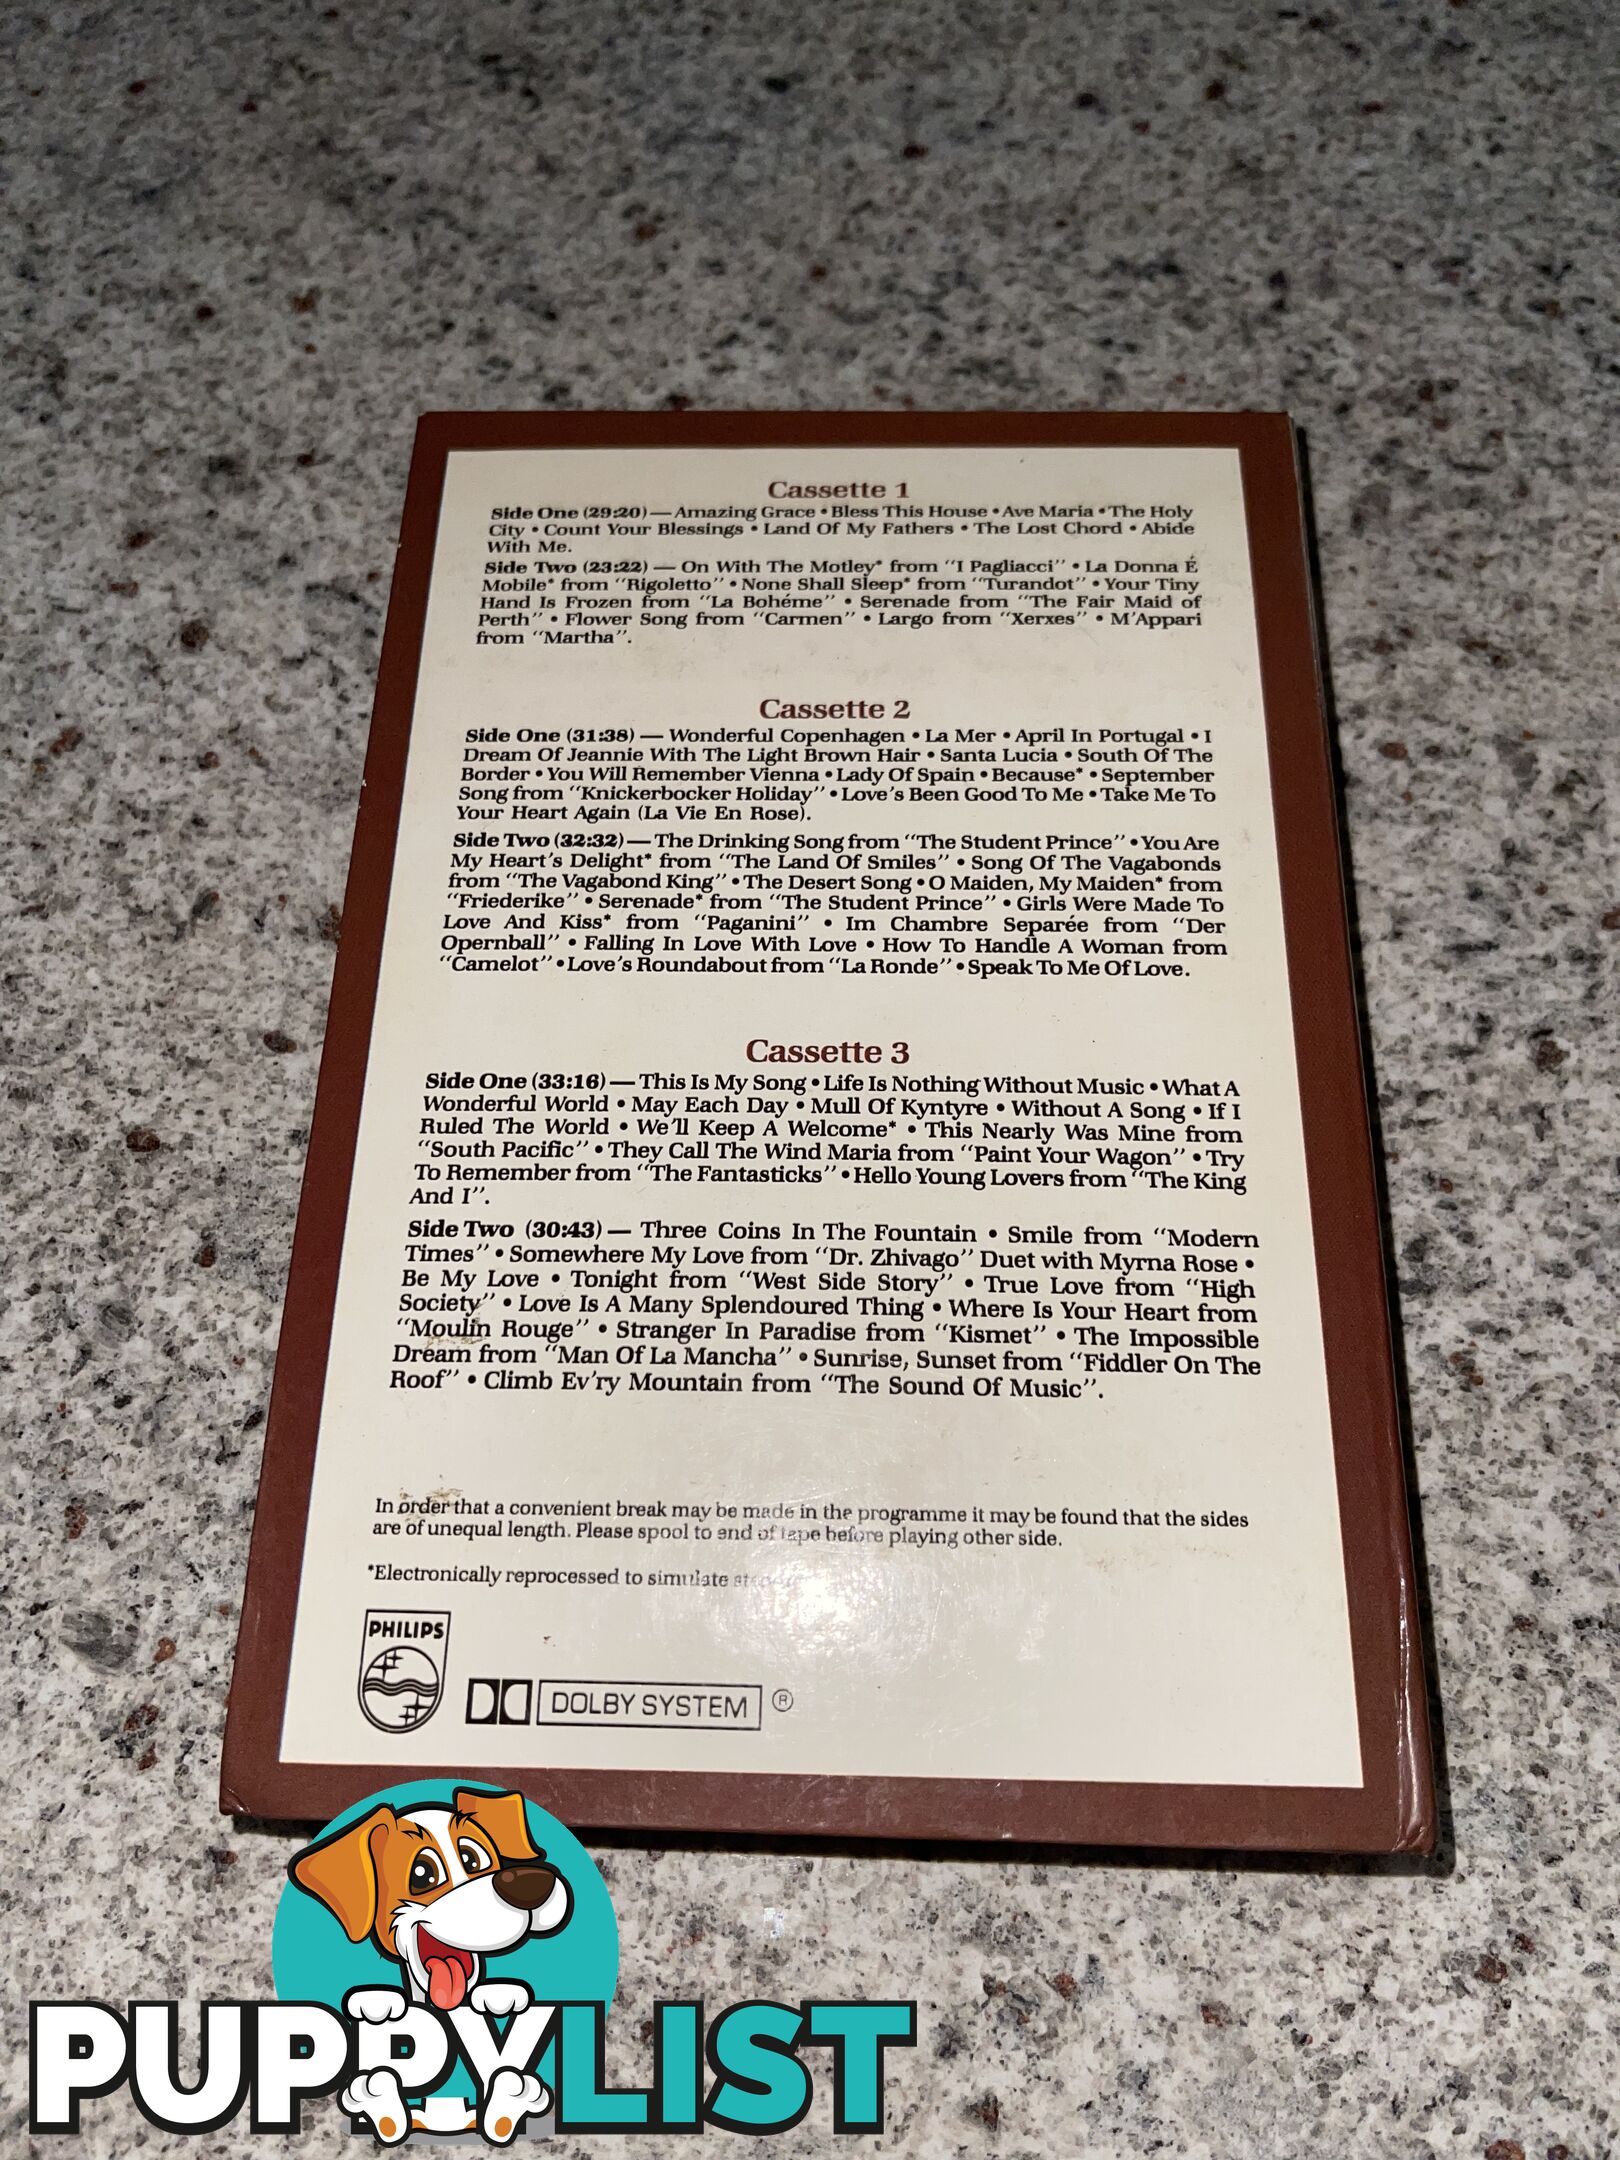 Cassette 1
Side One (29:20) — Amazing Grace • Bless This House • Ave Maria • The Holy
City • Count Your Blessings • Land Of My Fathers • The Lost Chord • Abide
With Me.
Side Two (23:22) — On With The Motley* from "I Pagliacci" • La Donna É
Mobile* from "Rigoletto" • None Shall Sleep* from "Turandot" • Your Tiny
Hand Is Frozen from "La Bohéme" • Serenade from "The Fair Maid of
Perth" • Flower Song from "Carmen" • Largo from "Xerxes" • M'Appari
from "Martha".
Cassette 2
Side One (31:38) — Wonderful Copenhagen • La Mer • April In Portugal • I
Dream Of Jeannie With The Light Brown Hair • Santa Lucia • South Of The
Border • You Will Remember Vienna • Lady Of Spain • Because* • September
Song from "Knickerbocker Holiday" • Love's Been Good To Me • Take Me To
Your Heart Again (La Vie En Rose).
Side Two (32:32) — The Drinking Song from "The Student Prince" • You Are
My Heart's Delight* from "The Land Of Smiles" • Song Of The Vagabonds
from "The Vagabond King" • The Desert Song • O Maiden, My Maiden* from
"Friederike" • Serenade* from "The Student Prince" • Girls Were Made To
Love And Kiss* from "Paganini" • Im Chambre Separée from "Der
Opernball" • Falling In Love With Love • How To Handle A Woman from
"Camelot" • Love's Roundabout from "La Ronde" • Speak To Me Of Love.
Cassette 3
Side One (33:16) — This Is My Song • Life Is Nothing Without Music • What A
Wonderful World • May Each Day • Mull Of Kyntyre • Without A Song • If I
Ruled The World • We'll Keep A Welcome* • This Nearly Was Mine from
"South Pacific" • They Call The Wind Maria from "Paint Your Wagon" • Try
To Remember from "The Fantasticks" • Hello Young Lovers from "The King
And I".
Side Two (30:43) — Three Coins In The Fountain • Smile from "Modern
Times" • Somewhere My Love from "Dr. Zhivago" Duet with Myrna Rose •
Be My Love • Tonight from "West Side Story" • True Love from "High
Society" • Love Is A Many Splendoured Thing • Where Is Your Heart from
"Moulin Rouge" • Stranger In Paradise from "Kismet" • The Impossible
Dream from "Man Of La Mancha" • Sunrise, Sunset from "Fiddler On The
Roof" • Climb Ev'ry Mountain from "The Sound Of Music".
In order that a convenient break may be made in the programme it may be found that the sides
are of unequal length. Please spool to end of tape before playing other side.
*Electronically reprocessed to simulate
PHILIPS
DOLBY SYSTEM ®
PUPPYLIST